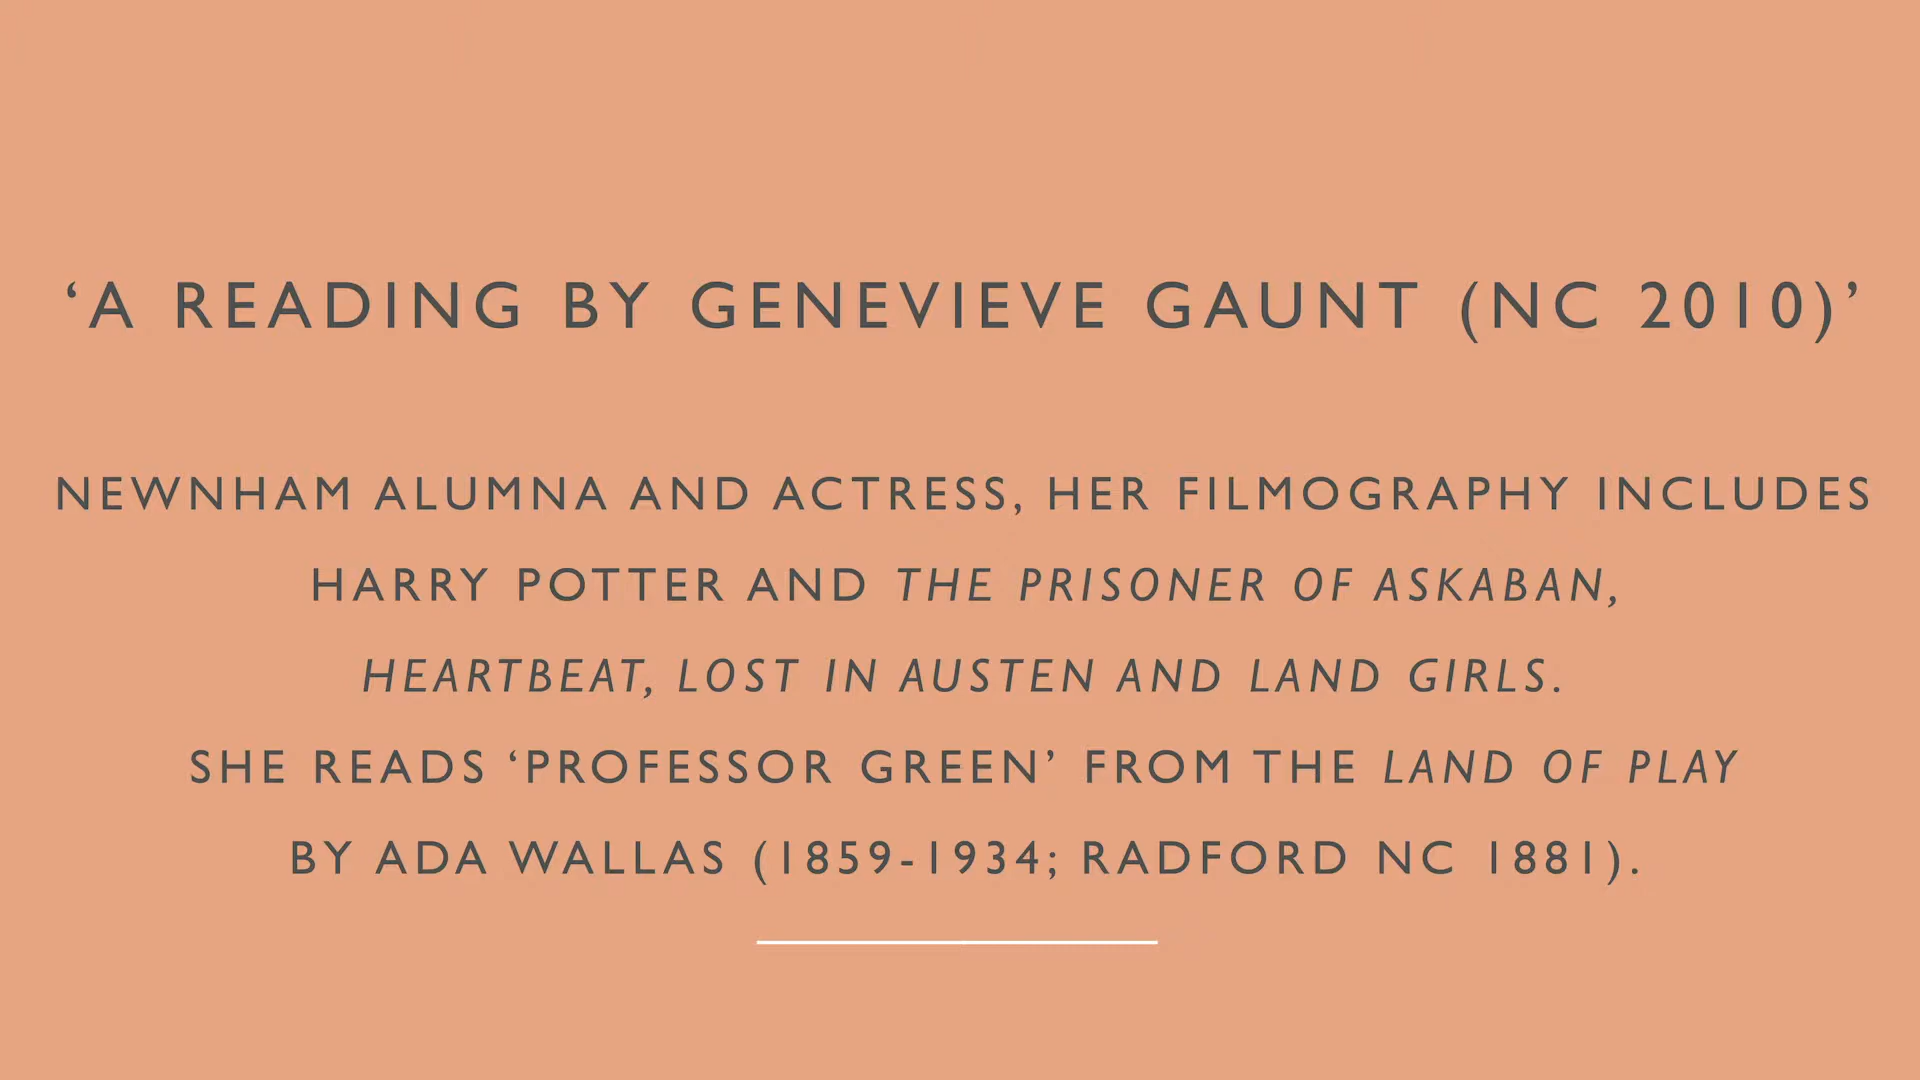 ‘A READING BY GENEVIEVE GAUNT (NC 2010)’
NEWNHAM ALUMNA AND ACTRESS, HER FILMOGRAPHY INCLUDES
HARRY POTTER AND THE PRISONER OF ASKABAN,
HEARTBEAT, LOST IN AUSTEN AND LAND GIRLS.
SHE READS ‘PROFESSOR GREEN’ FROM THE LAND OF PLAY
BY ADA WALLAS (1859-1934; RADFORD NC 1881).